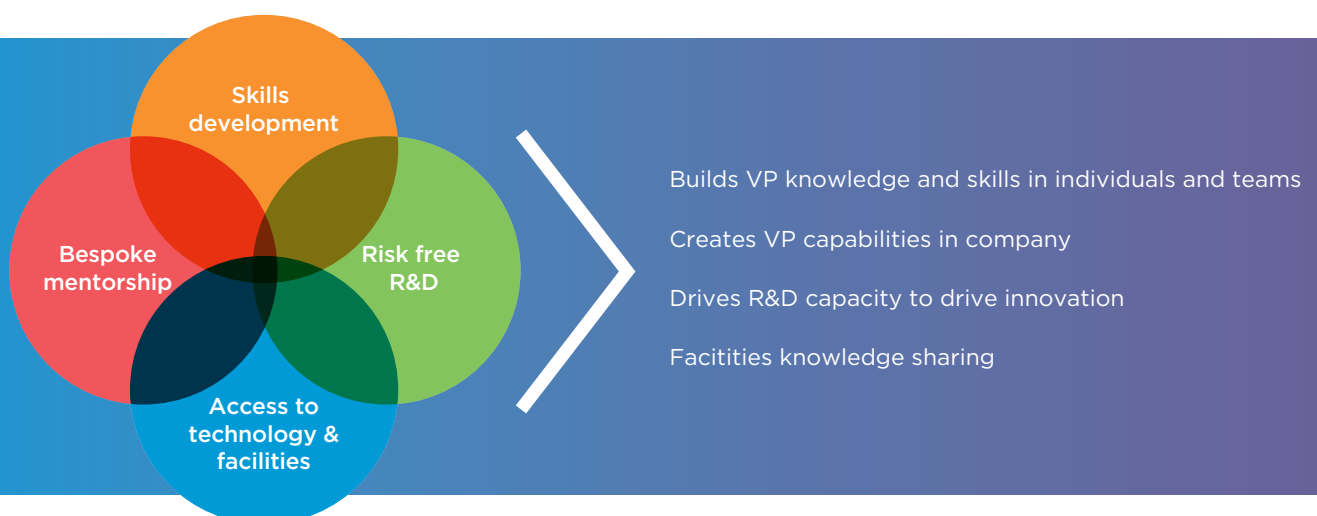 Skills
development
Bespoke
mentorship
Risk free
R&D
Access to
technology &
facilities
Builds VP knowledge and skills in individuals and teams
Creates VP capabilities in company
Drives R&D capacity to drive innovation
Facitities knowledge sharing